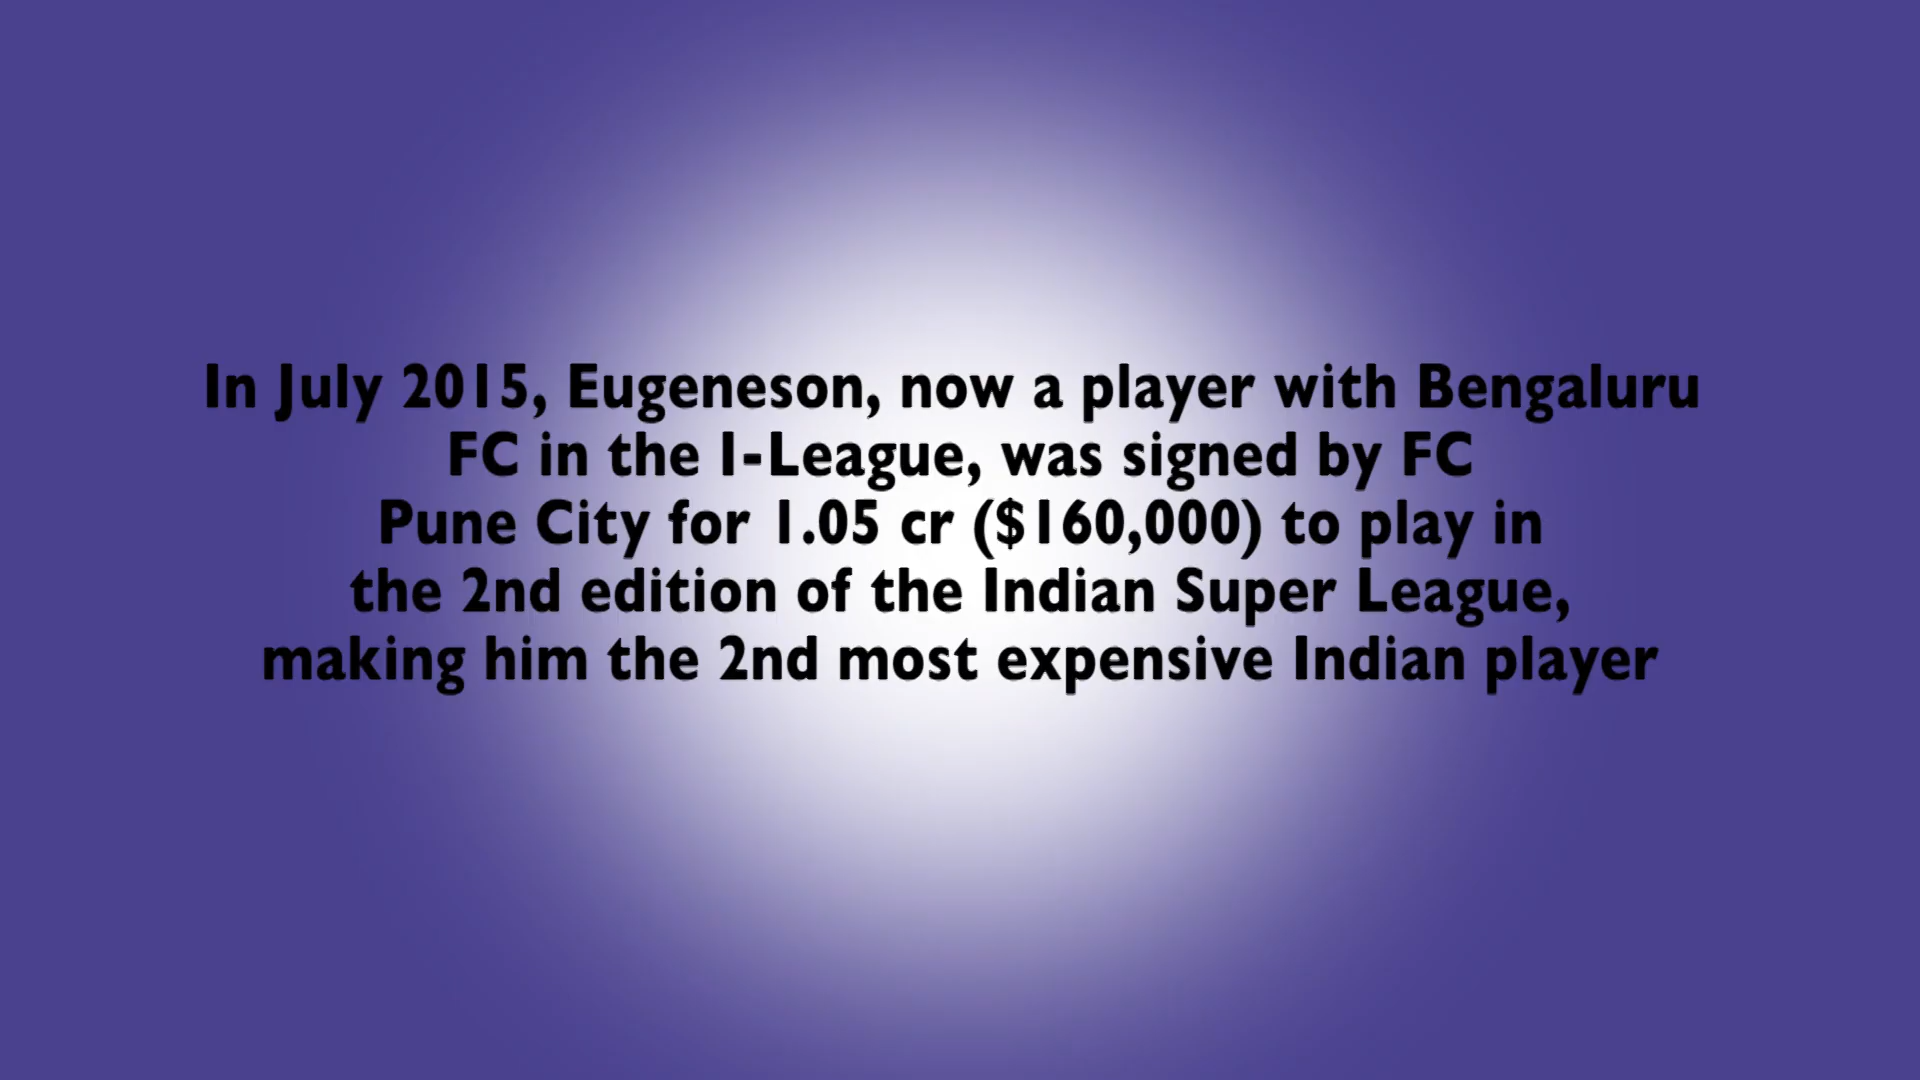 In July 2015, Eugeneson, now a player with Bengaluru
FC in the I-League, was signed by FC
Pune City for 1.05 cr ($160,000) to play in
the 2nd edition of the Indian Super League,
making him the 2nd most expensive Indian player